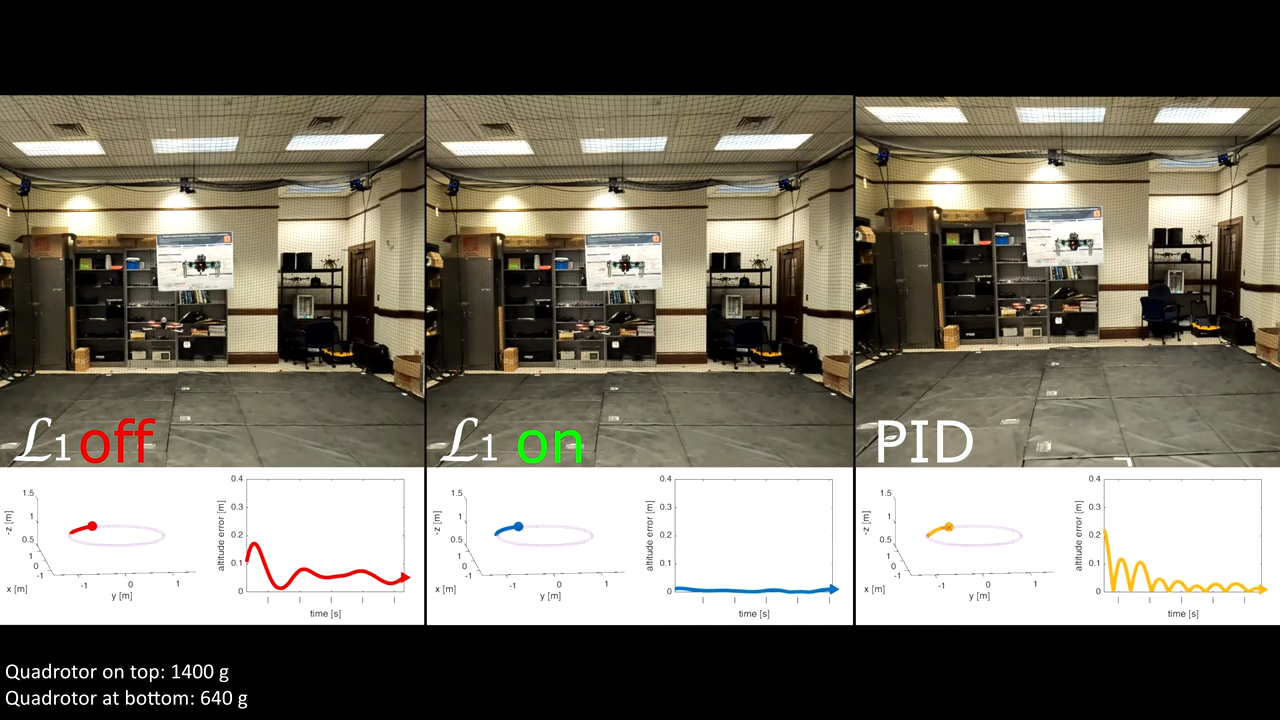 ℒ1 off
1.5
1
0.5
-z [m]
1
0
-1
x [m]
-1
0
1
y [m]
0.4
0.3
0.2
0.1
0
altitude error [m]
time [s]
ℒ1 on
1.5
1
0.5
-z [m]
1
0
-1
x [m]
-1
0
1
y [m]
0.4
0.3
0.2
0.1
0
altitude error [m]
time [s]
PID
1.5
1
0.5
-z [m]
1
0
-1
x [m]
-1
0
1
y [m]
0.4
0.3
0.2
0.1
0
altitude error [m]
time [s]
Quadrotor on top: 1400 g
Quadrotor at bottom: 640 g